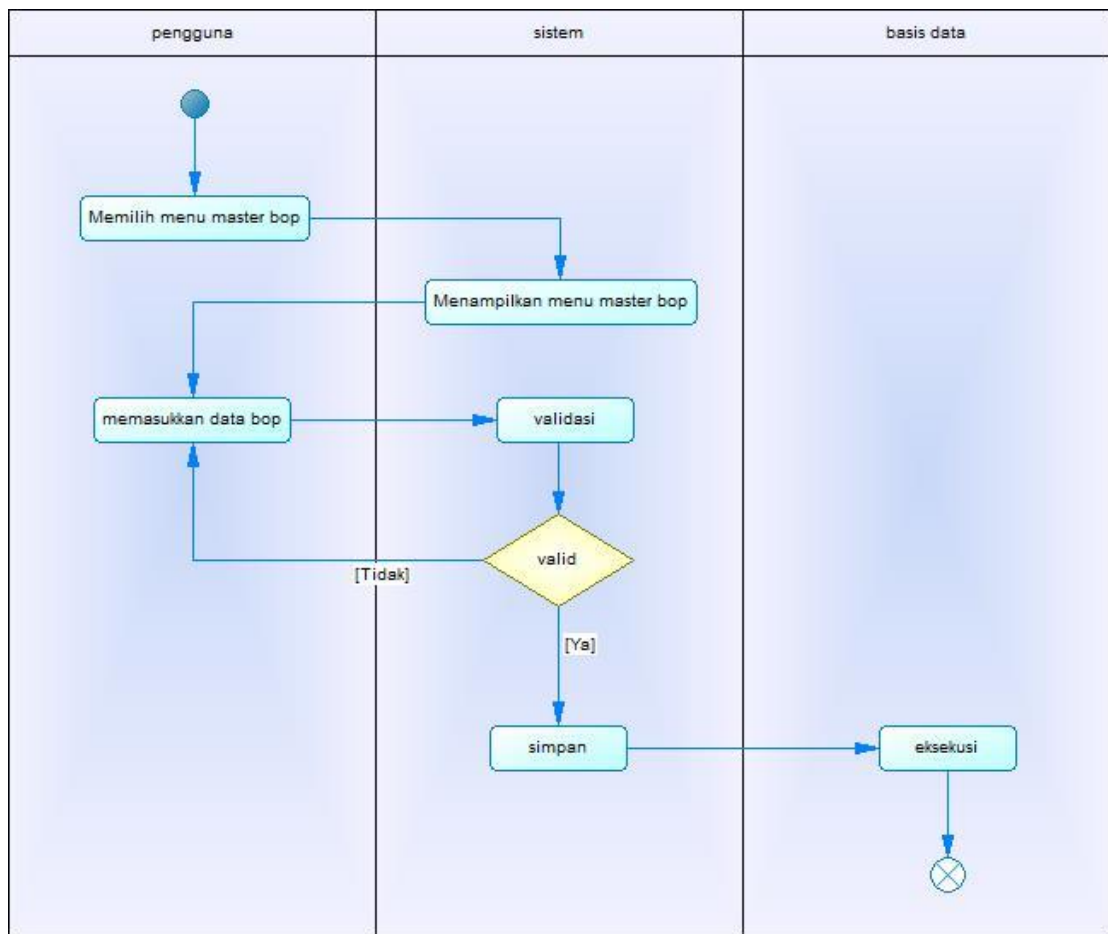 pengguna
sistem
basis data
Memilih menu master bop
Menampilkan menu master bop
memasukkan data bop
validasi
valid
[Tidak]
[Ya]
simpan
eksekusi